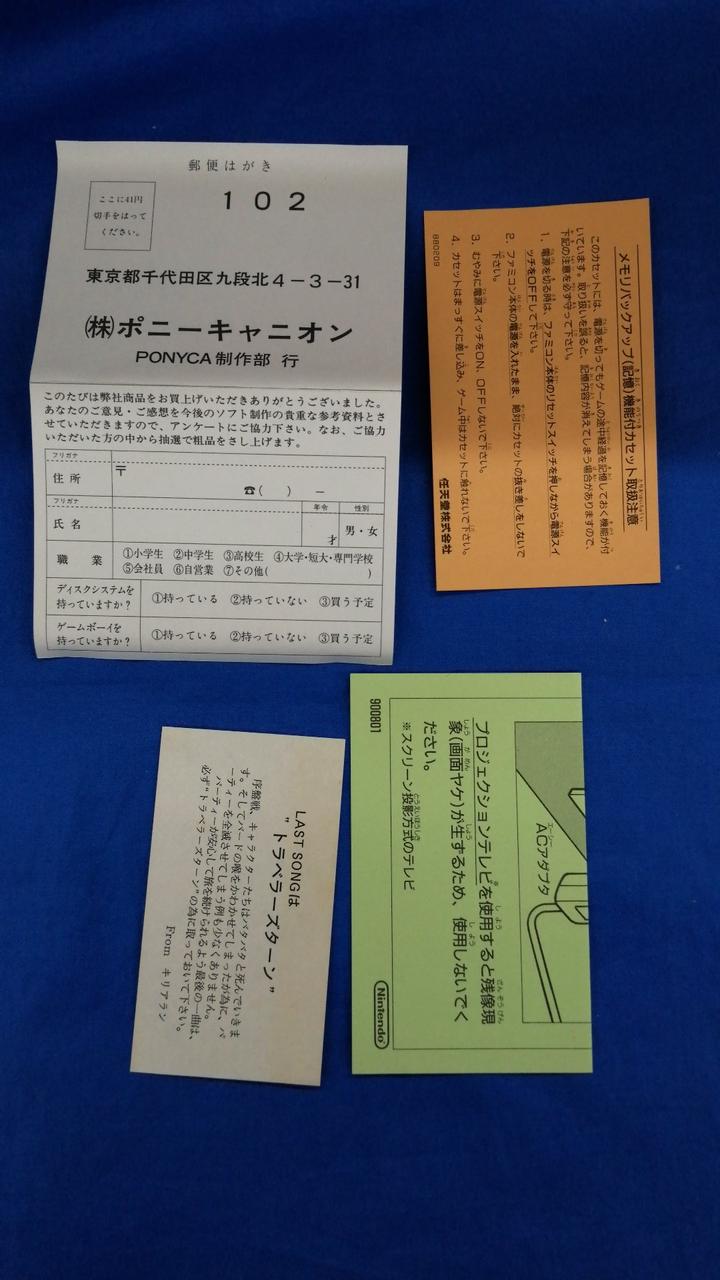 郵便はがき
ここに41円
切手をはって
ください。
102
東京都千代田区九段北4-3-31
(株)ポニーキャニオン
PONYCA制作部 行
このたびは弊社商品をお買上げいただきありがとうございました。
あなたのご意見・ご感想を今後のソフト制作の貴重な参考資料とさ
せていただきますので、アンケートにご協力下さい。なお、ご協力
いただいた方の中から抽選で粗品をさし上げます。
フリガナ
住所
〒
☎( ) ー
フリガナ
氏名
年令
才
性別
男・女
職業
①小学生 ②中学生 ③高校生 ④大学・短大・専門学校
⑤会社員 ⑥自営業 ⑦その他( )
ディスクシステムを
持っていますか?
①持っている ②持っていない ③買う予定
ゲームボーイを
持っていますか?
①持っている ②持っていない ③買う予定
メモリバックアップ(記憶)機能付カセット取扱注意
このカセットには、電源を切ってもゲームの途中経過を記憶しておく機能が付
いています。取り扱いを誤ると、記憶内容が消えてしまう場合がありますので、
下記の注意を必ず守って下さい。
1. 電源を切る時は、ファミコン本体のリセットスイッチを押しながら電源スイ
ッチをOFFして下さい。
2. ファミコン本体の電源を入れたまま、絶対にカセットの抜き差しをしないで
下さい。
3. むやみに電源スイッチをON、OFFしないで下さい。
4. カセットはまっすぐに差し込み、ゲーム中はカセットに触れないで下さい。
任天堂株式会社
880209
ACアダプタ
プロジェクションテレビを使用すると残像現
象(画面ヤケ)が生ずるため、使用しないでく
ださい。
※スクリーン投影方式のテレビ
900801
Nintendo
LAST SONGは
"トラベラーズターン"
序盤戦、キャラクターたちはバタバタと死んでいきま
す。そしてバードの喉をかわかせてしまったが為に、パ
ーティーを全滅させてしまう例も少なくありません。
パーティーが安心して旅を続けられるよう最後の一曲は、
必ず"トラベラーズターン"の為に取っておいて下さい。
From キリアラン